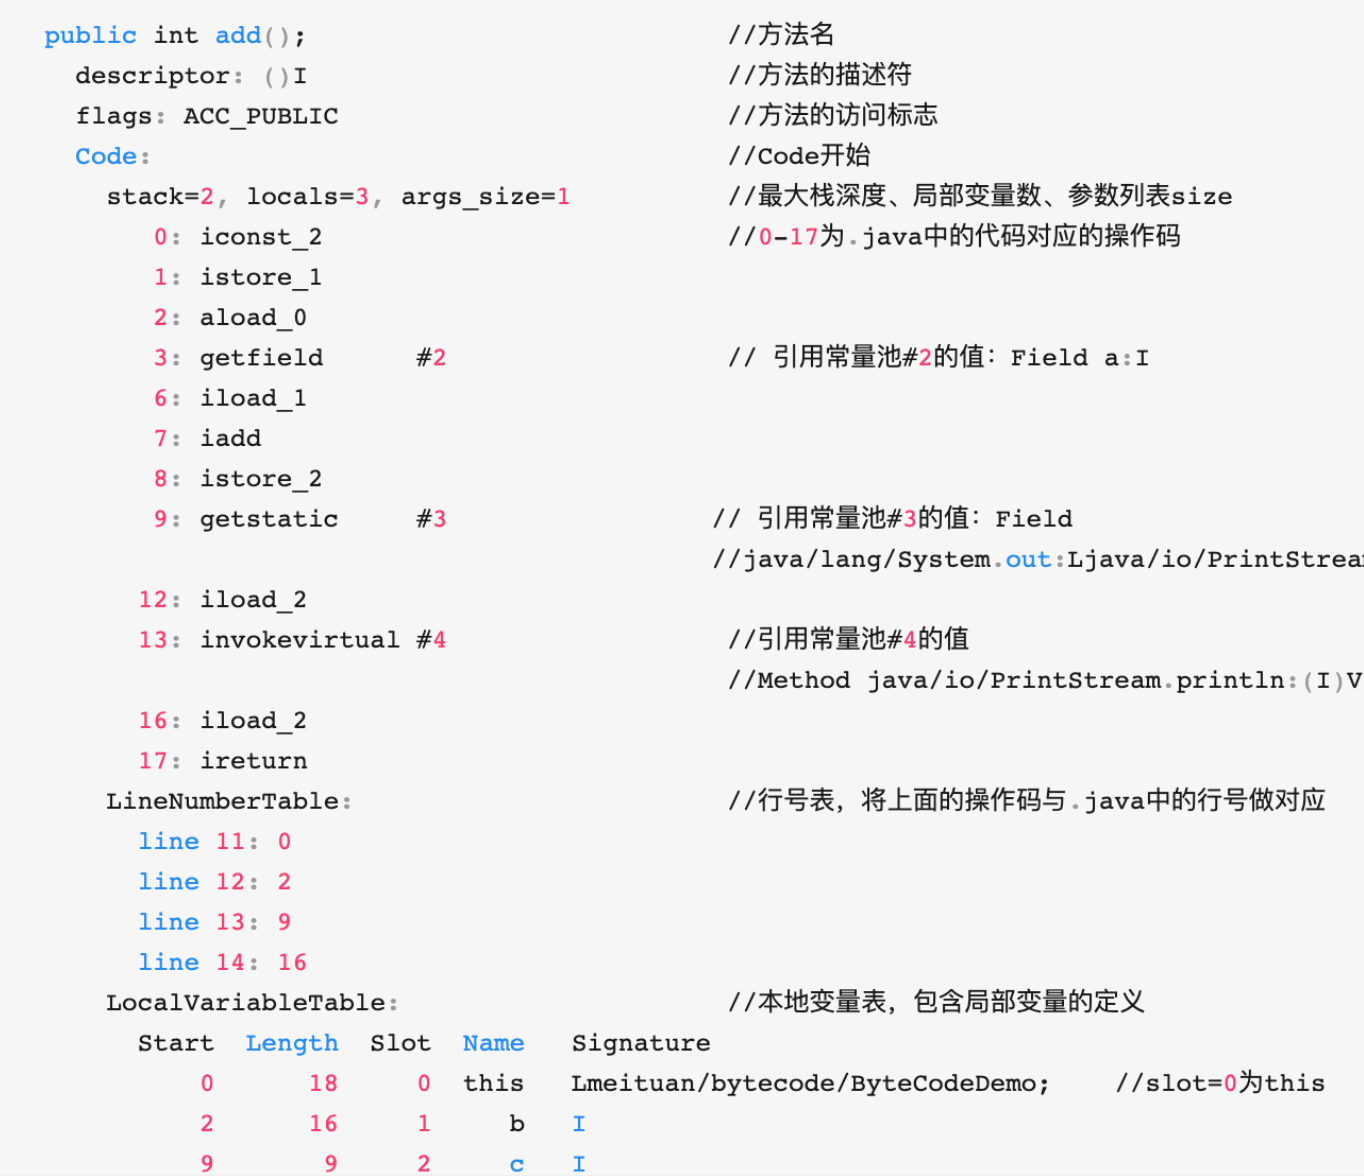 public int add();                           //方法名
  descriptor: ()I                           //方法的描述符
  flags: ACC_PUBLIC                         //方法的访问标志
  Code:                                     //Code开始
    stack=2, locals=3, args_size=1          //最大栈深度、局部变量数、参数列表size
       0: iconst_2                          //0-17为.java中的代码对应的操作码
       1: istore_1
       2: aload_0
       3: getfield      #2                  // 引用常量池#2的值：Field a:I
       6: iload_1
       7: iadd
       8: istore_2
       9: getstatic     #3                 // 引用常量池#3的值：Field
                                           //java/lang/System.out:Ljava/io/PrintStrea
      12: iload_2
      13: invokevirtual #4                  //引用常量池#4的值
                                            //Method java/io/PrintStream.println:(I)V
      16: iload_2
      17: ireturn
    LineNumberTable:                        //行号表，将上面的操作码与.java中的行号做对应
      line 11: 0
      line 12: 2
      line 13: 9
      line 14: 16
    LocalVariableTable:                     //本地变量表，包含局部变量的定义
      Start  Length  Slot  Name   Signature
          0      18     0  this   Lmeituan/bytecode/ByteCodeDemo;    //slot=0为this
          2      16     1     b   I
          9       9     2     c   I